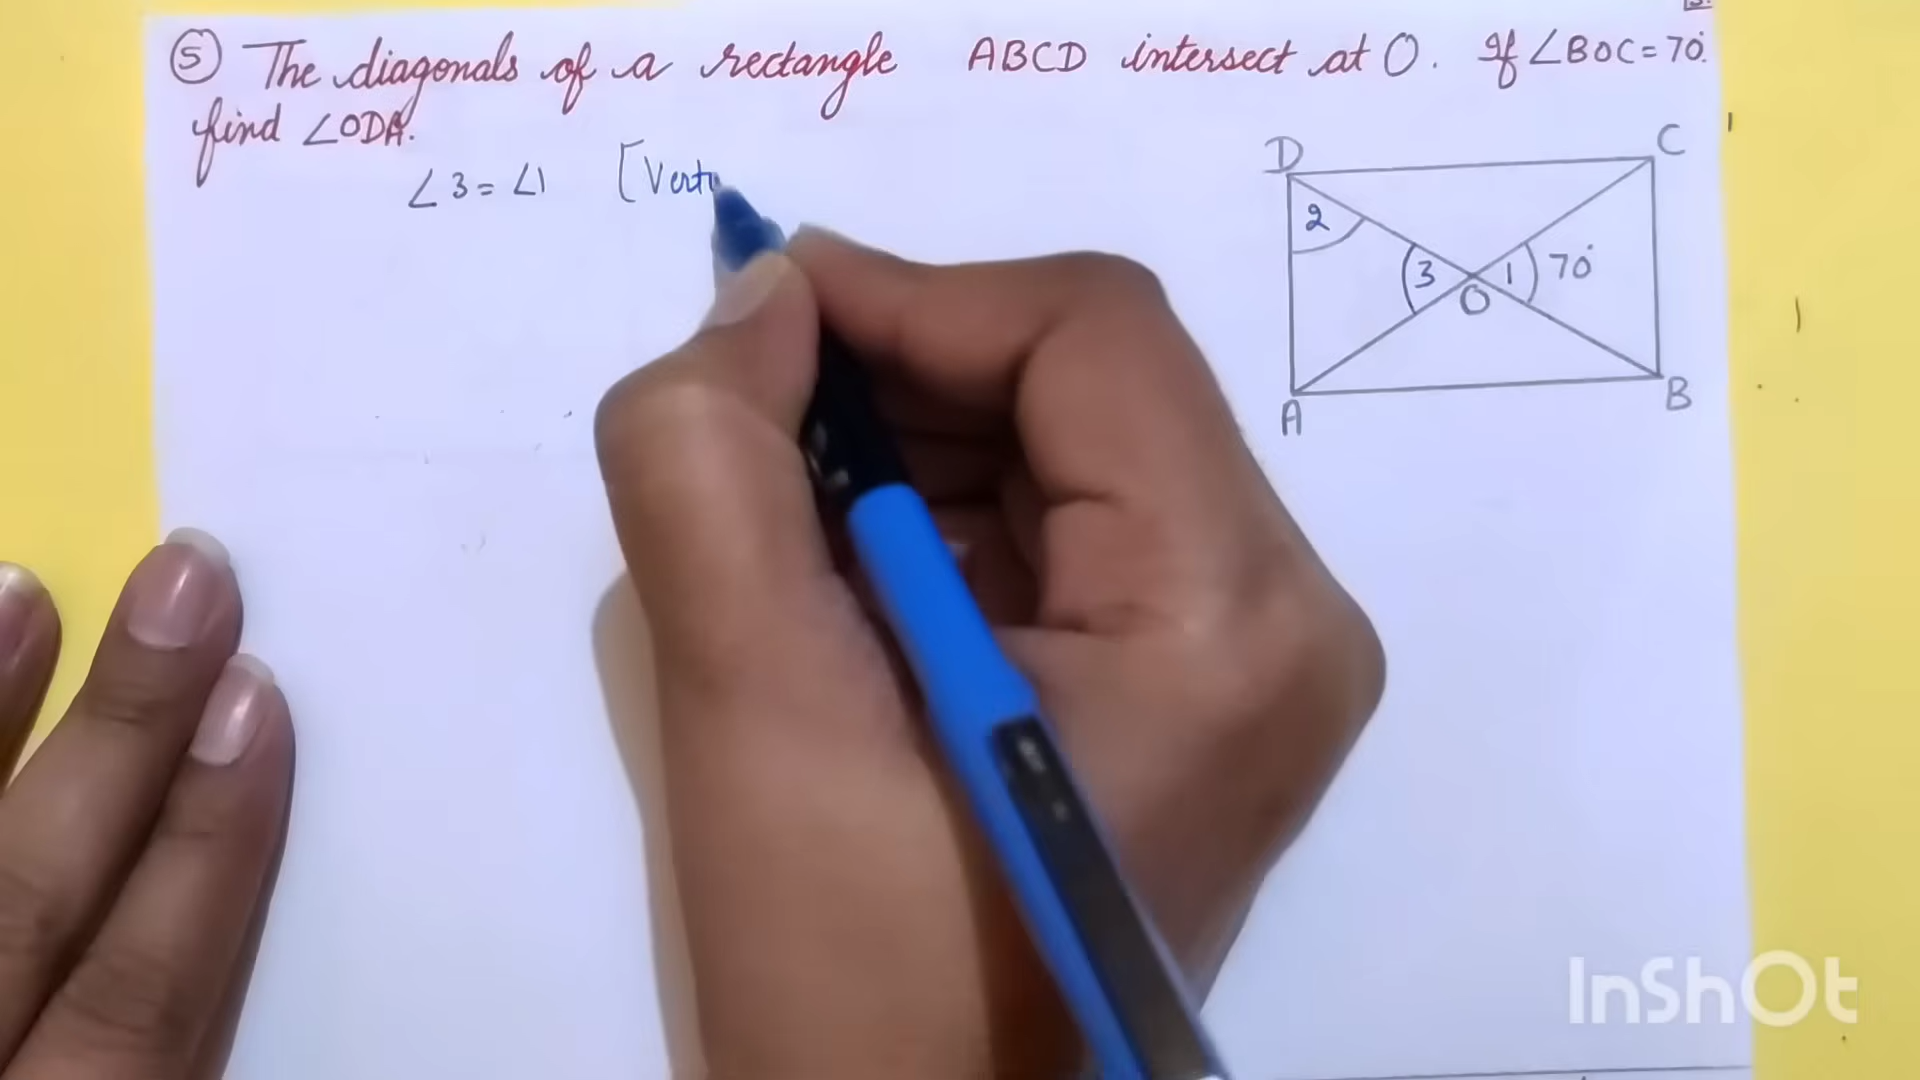 ⑤ The diagonals of a rectangle ABCD intersect at O. If ∠BOC = 70°.
find ∠ODA.
∠3 = ∠1 [Vert
D
C
2
3
1
70°
O
A
B
InShOt